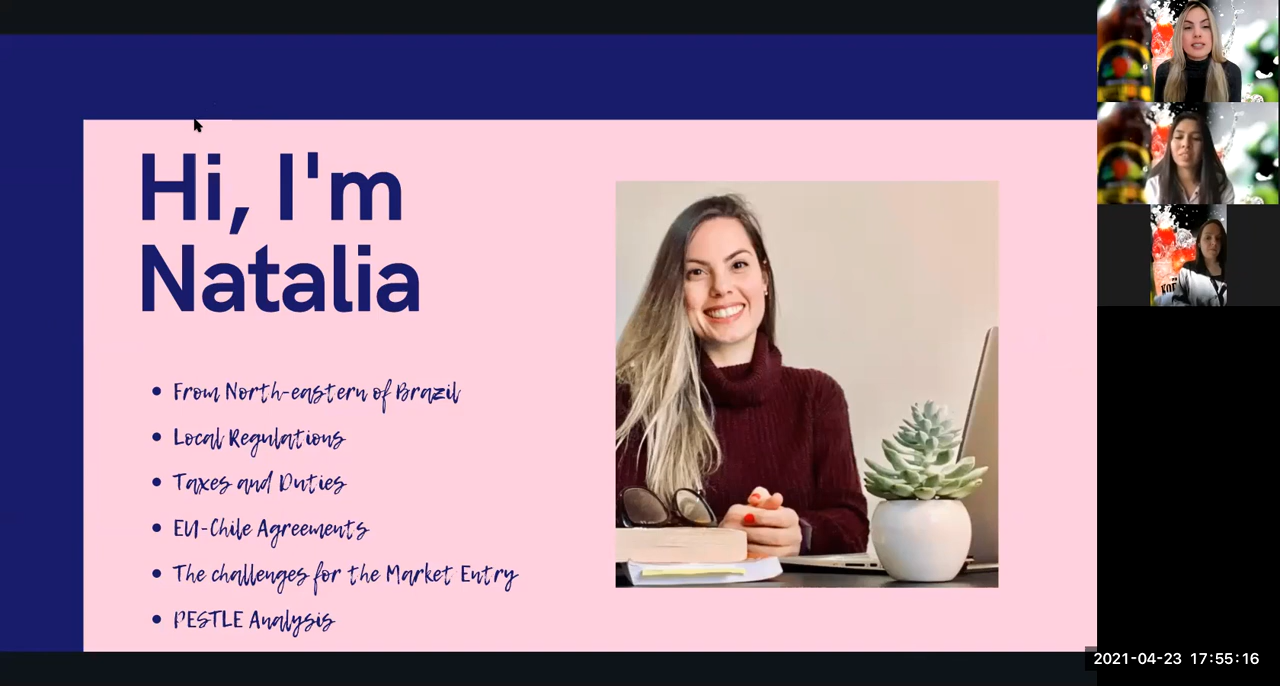 Hi, I'm
Natalia
• From North-eastern of Brazil
• Local Regulations
• Taxes and Duties
• EU-Chile Agreements
• The challenges for the Market Entry
• PESTLE Analysis
2021-04-23 17:55:16